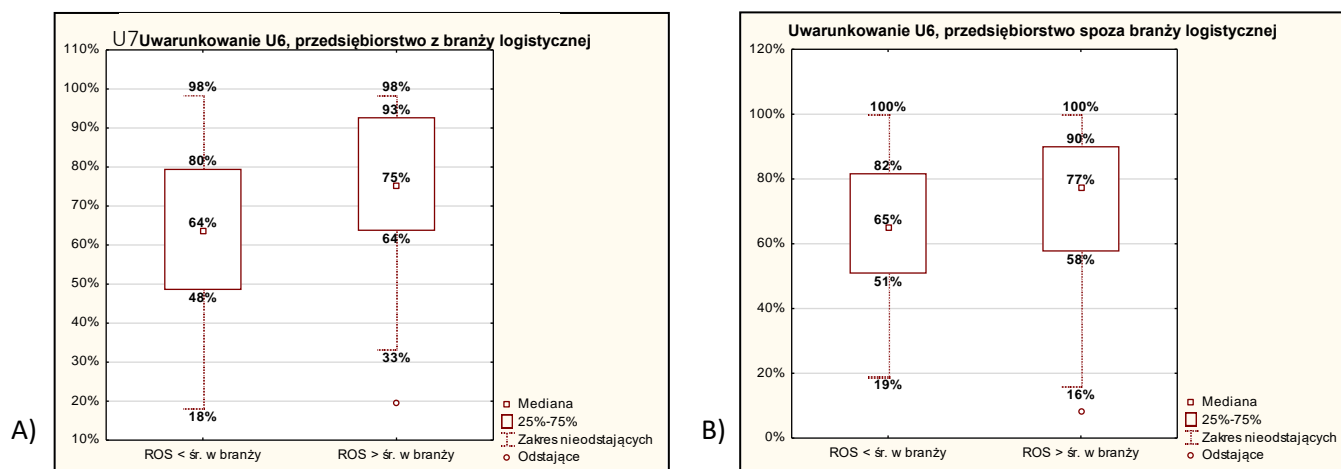 U7Uwarunkowanie U6, przedsiębiorstwo z branży logistycznej
110%
100%
90%
80%
70%
60%
50%
40%
30%
20%
10%
98%
80%
64%
48%
18%
98%
93%
75%
64%
33%
ROS < śr. w branży
ROS > śr. w branży
Mediana
25%-75%
Zakres nieodstających
Odstające
A)
Uwarunkowanie U6, przedsiębiorstwo spoza branży logistycznej
120%
100%
80%
60%
40%
20%
0%
100%
82%
65%
51%
19%
100%
90%
77%
58%
16%
ROS < śr. w branży
ROS > śr. w branży
Mediana
25%-75%
Zakres nieodstających
Odstające
B)